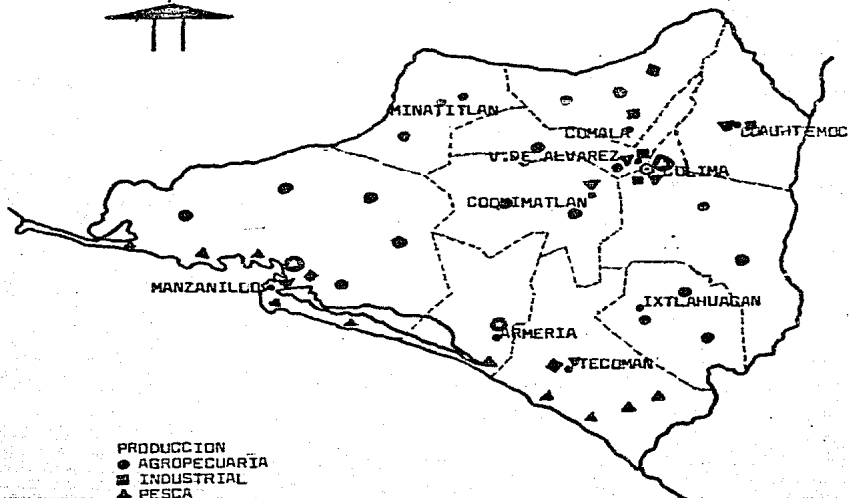 MINATITLAN
COMALA
CUAUHTEMOC
V.DE ALVAREZ
COLIMA
COQUIMATLAN
MANZANILLO
IXTLAHUACAN
ARMERIA
TECOMAN
PRODUCCION
AGROPECUARIA
INDUSTRIAL
PESCA